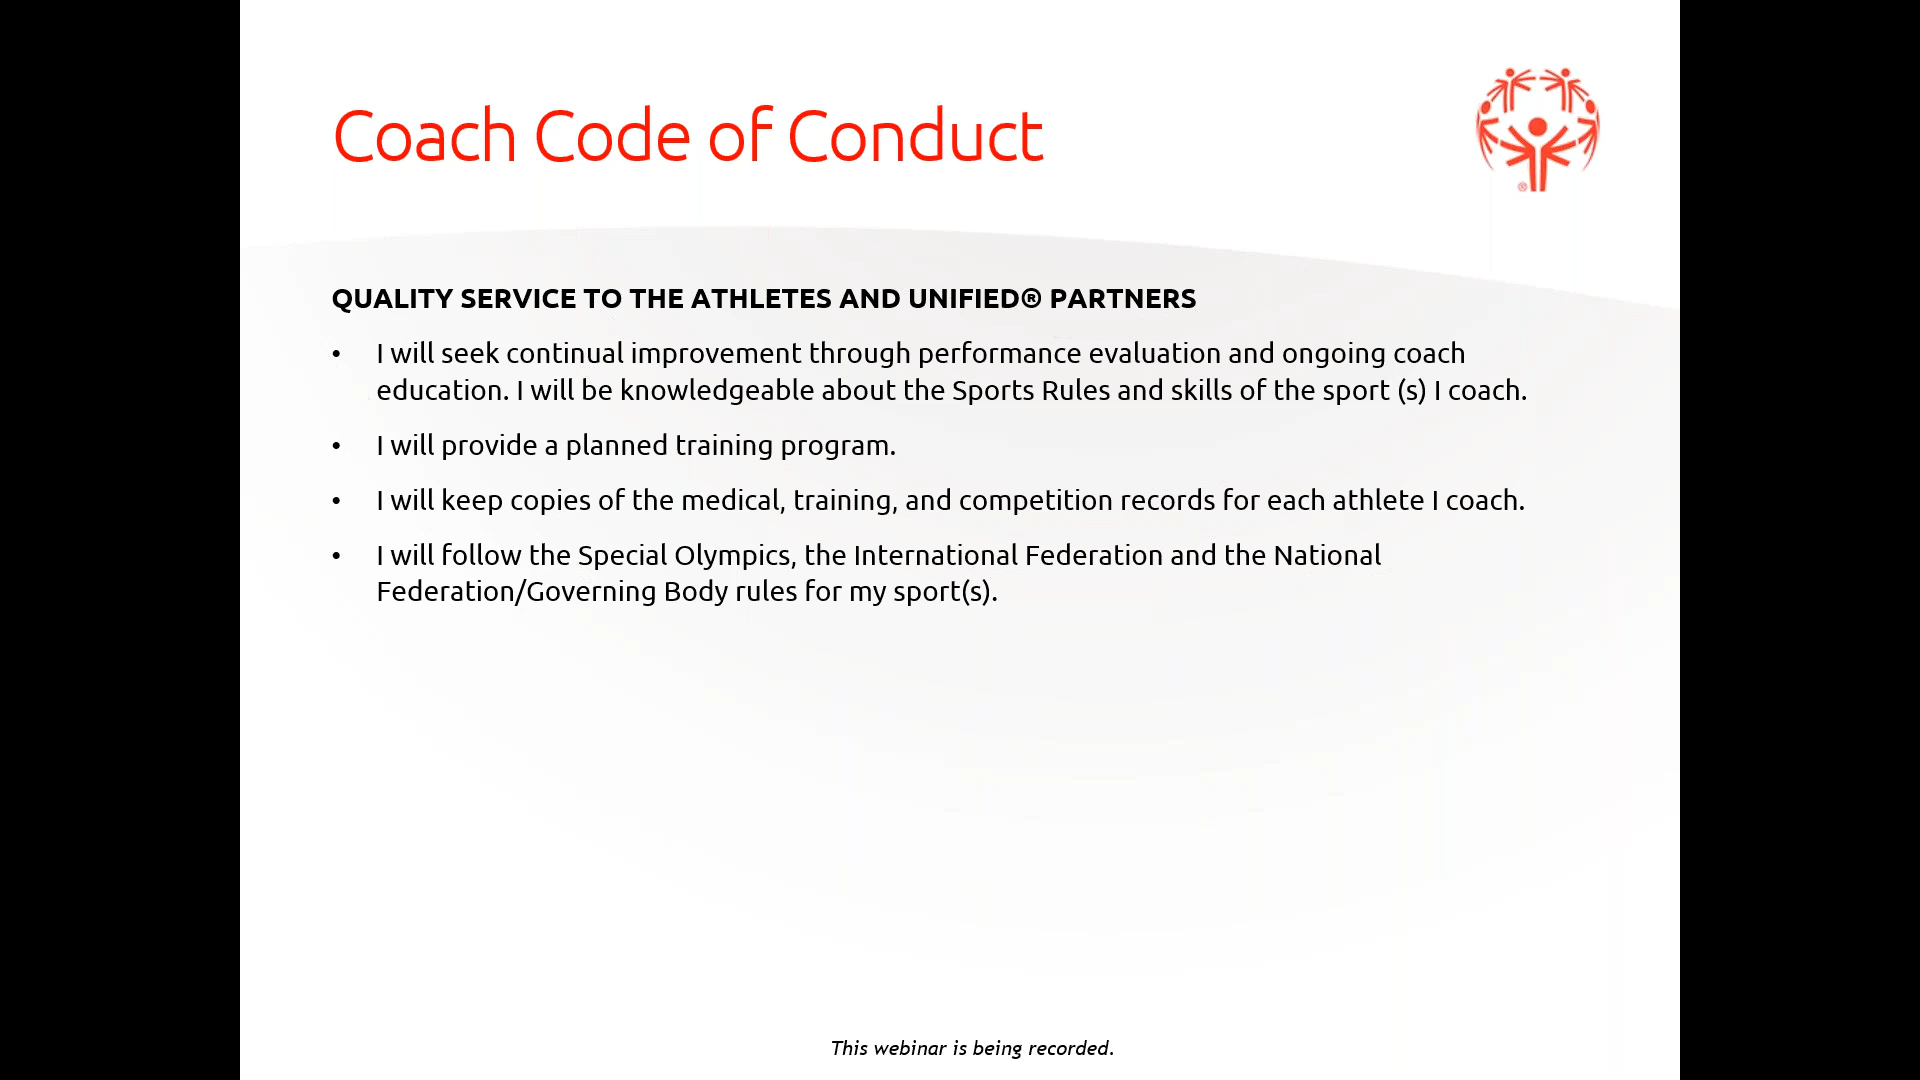 Coach Code of Conduct
®
QUALITY SERVICE TO THE ATHLETES AND UNIFIED® PARTNERS
• I will seek continual improvement through performance evaluation and ongoing coach
education. I will be knowledgeable about the Sports Rules and skills of the sport (s) I coach.
• I will provide a planned training program.
• I will keep copies of the medical, training, and competition records for each athlete I coach.
• I will follow the Special Olympics, the International Federation and the National
Federation/Governing Body rules for my sport(s).
This webinar is being recorded.